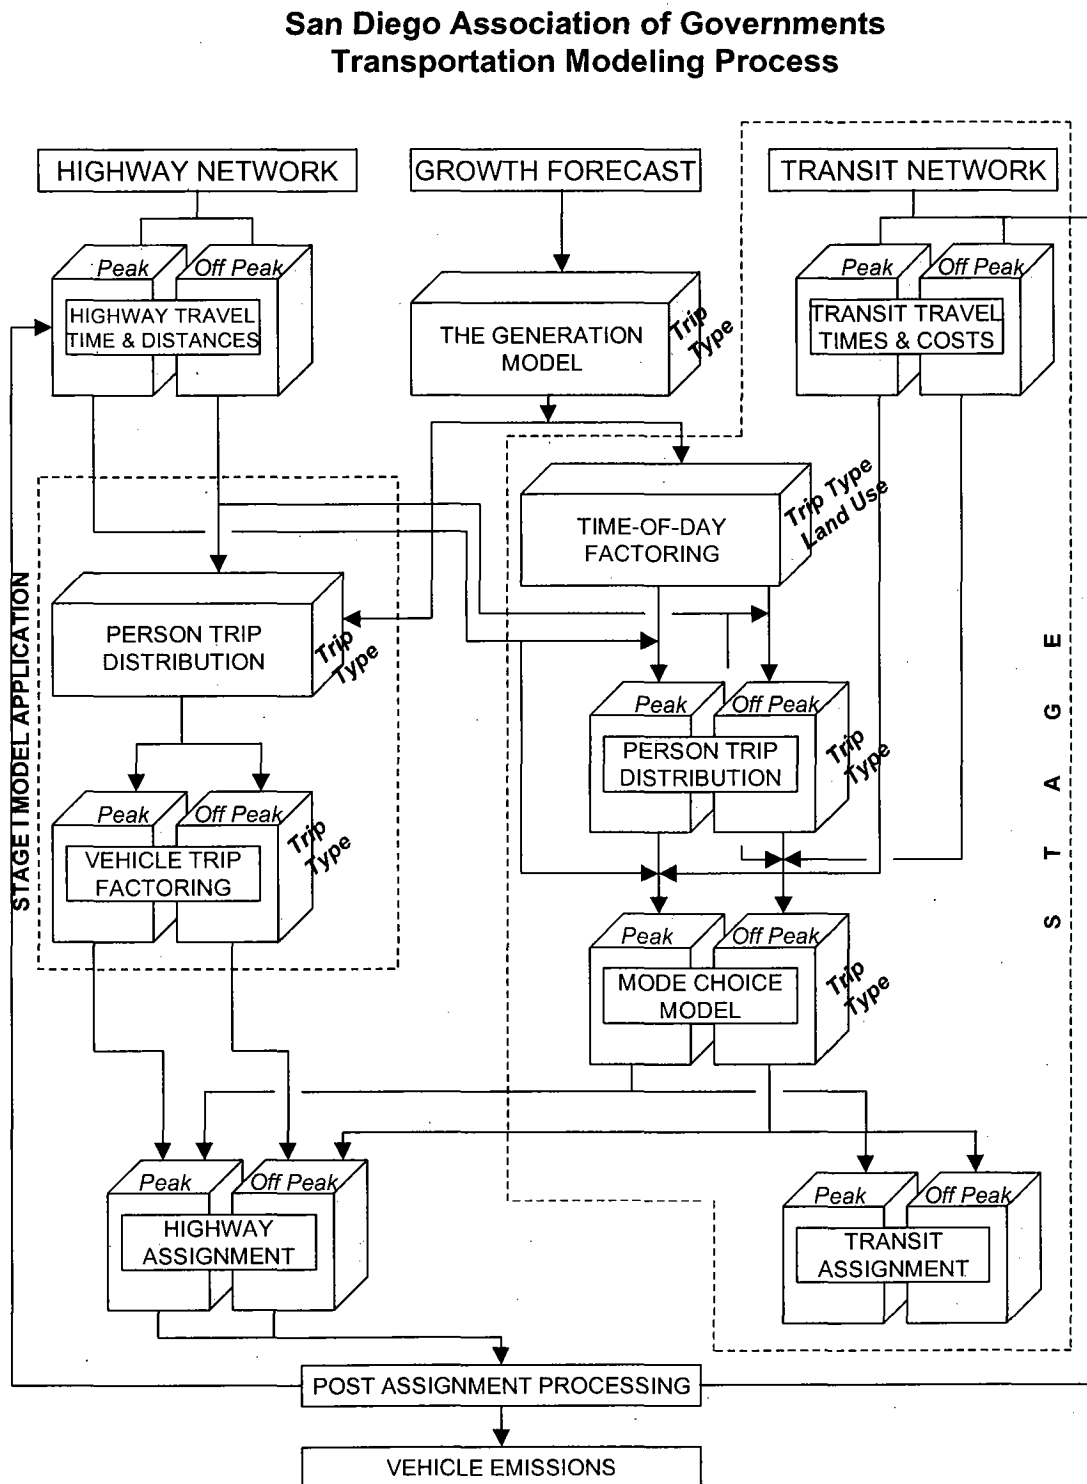 San Diego Association of Governments
Transportation Modeling Process
HIGHWAY NETWORK
GROWTH FORECAST
TRANSIT NETWORK
Peak
Off Peak
HIGHWAY TRAVEL
TIME & DISTANCES
THE GENERATION
MODEL
Trip
Type
Peak
Off Peak
TRANSIT TRAVEL
TIMES & COSTS
TIME-OF-DAY
FACTORING
Trip Type
Land Use
STAGE I MODEL APPLICATION
PERSON TRIP
DISTRIBUTION
Trip
Type
Peak
Off Peak
PERSON TRIP
DISTRIBUTION
Trip
Type
STAGE
Peak
Off Peak
VEHICLE TRIP
FACTORING
Trip
Type
Peak
Off Peak
MODE CHOICE
MODEL
Trip
Type
Peak
Off Peak
HIGHWAY
ASSIGNMENT
Peak
Off Peak
TRANSIT
ASSIGNMENT
POST ASSIGNMENT PROCESSING
VEHICLE EMISSIONS